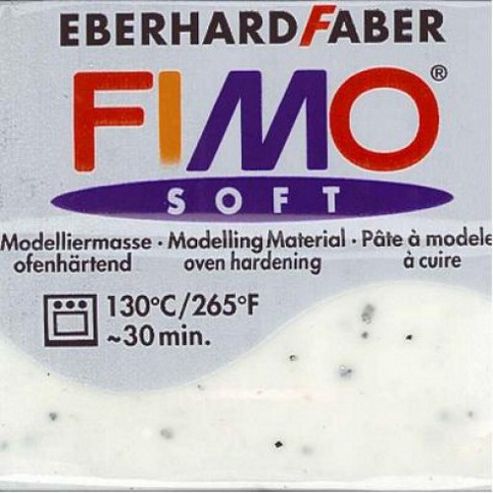 EBERHARD FABER
FIMO®
SOFT
Modelliermasse · Modelling Material · Pâte à modele
ofenhärtend oven hardening à cuire
130°C/265°F
~30 min.